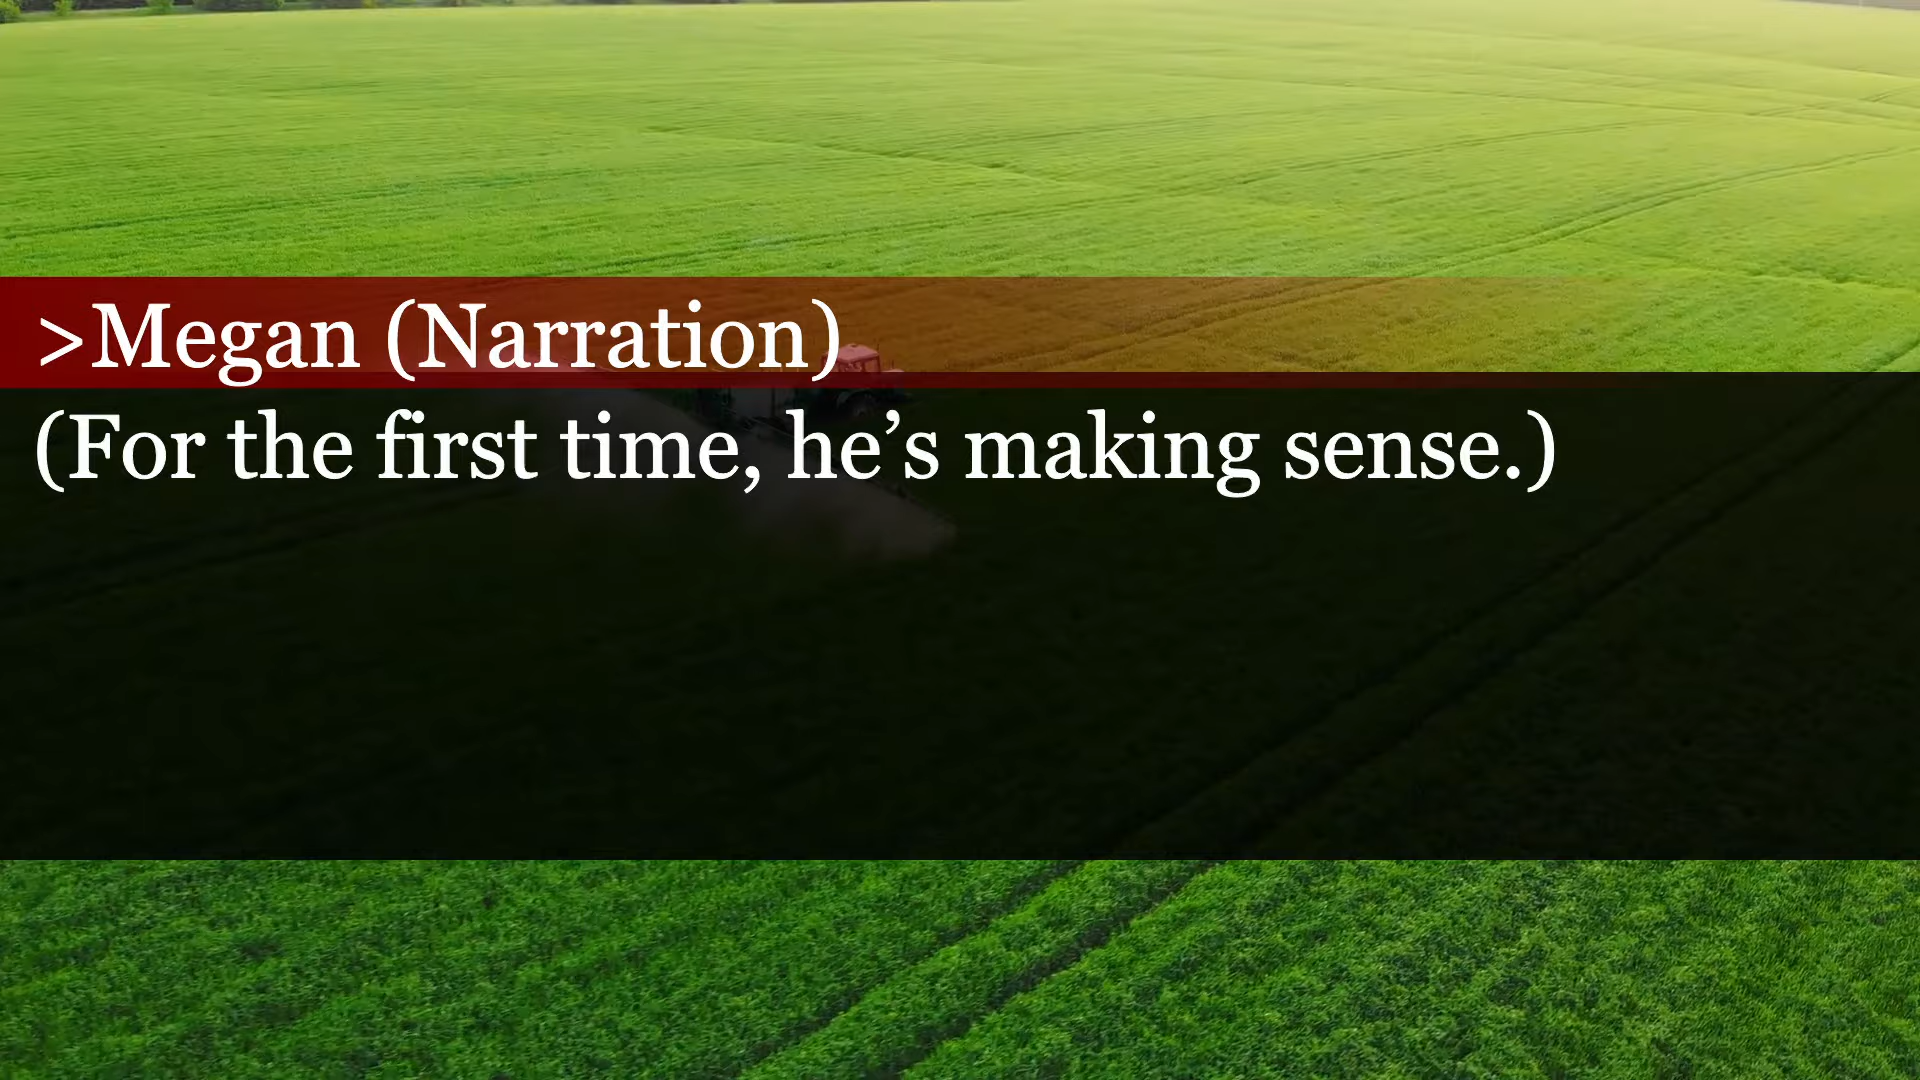 >Megan (Narration)
(For the first time, he’s making sense.)